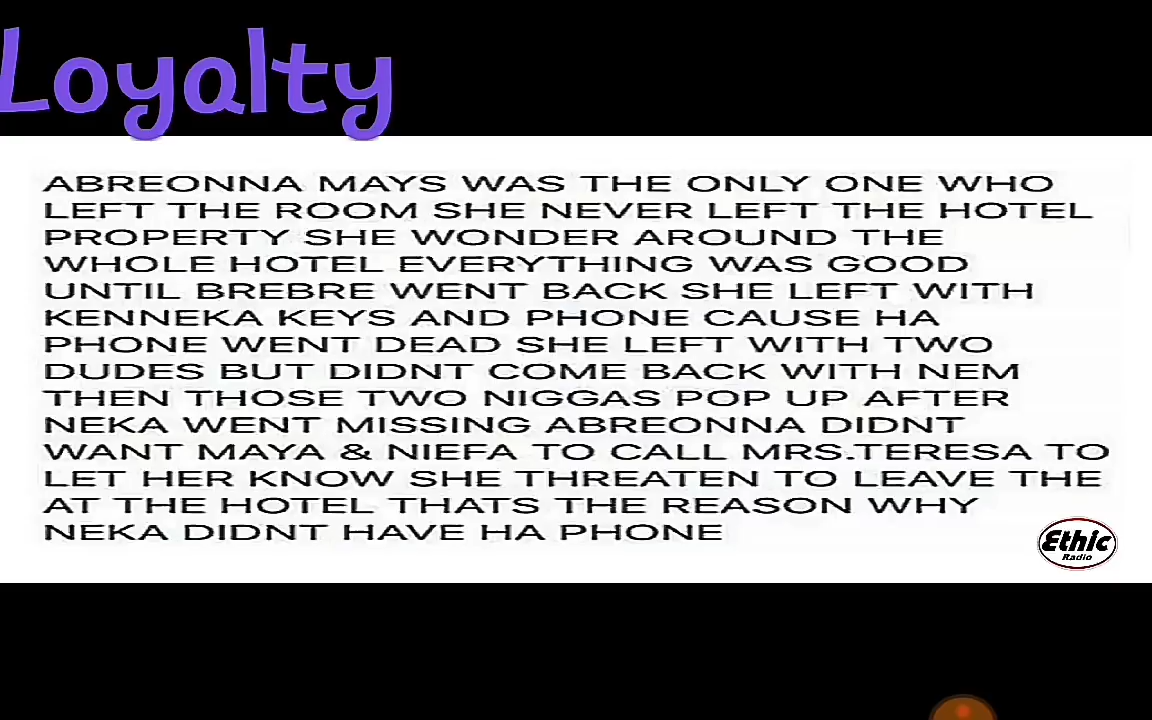 Loyalty
ABREONNA MAYS WAS THE ONLY ONE WHO
LEFT THE ROOM SHE NEVER LEFT THE HOTEL
PROPERTY SHE WONDER AROUND THE
WHOLE HOTEL EVERYTHING WAS GOOD
UNTIL BREBRE WENT BACK SHE LEFT WITH
KENNEKA KEYS AND PHONE CAUSE HA
PHONE WENT DEAD SHE LEFT WITH TWO
DUDES BUT DIDNT COME BACK WITH NEM
THEN THOSE TWO NIGGAS POP UP AFTER
NEKA WENT MISSING ABREONNA DIDNT
WANT MAYA & NIEFA TO CALL MRS.TERESA TO
LET HER KNOW SHE THREATEN TO LEAVE THE
AT THE HOTEL THATS THE REASON WHY
NEKA DIDNT HAVE HA PHONE
Ethic
Radio